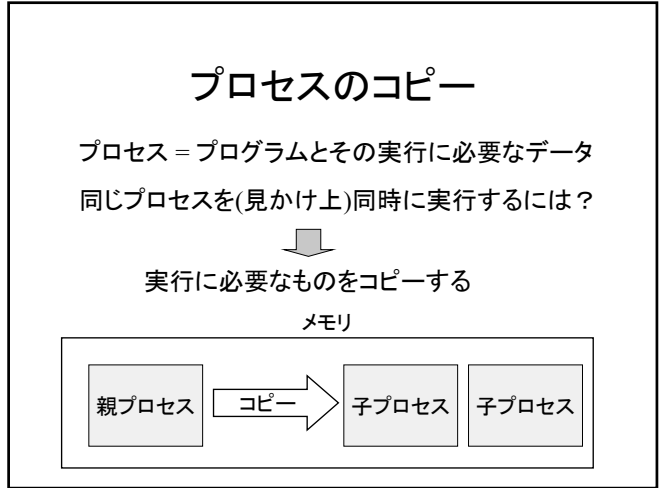 プロセスのコピー
プロセス = プログラムとその実行に必要なデータ
同じプロセスを(見かけ上)同時に実行するには？
実行に必要なものをコピーする
メモリ
親プロセス
コピー
子プロセス
子プロセス